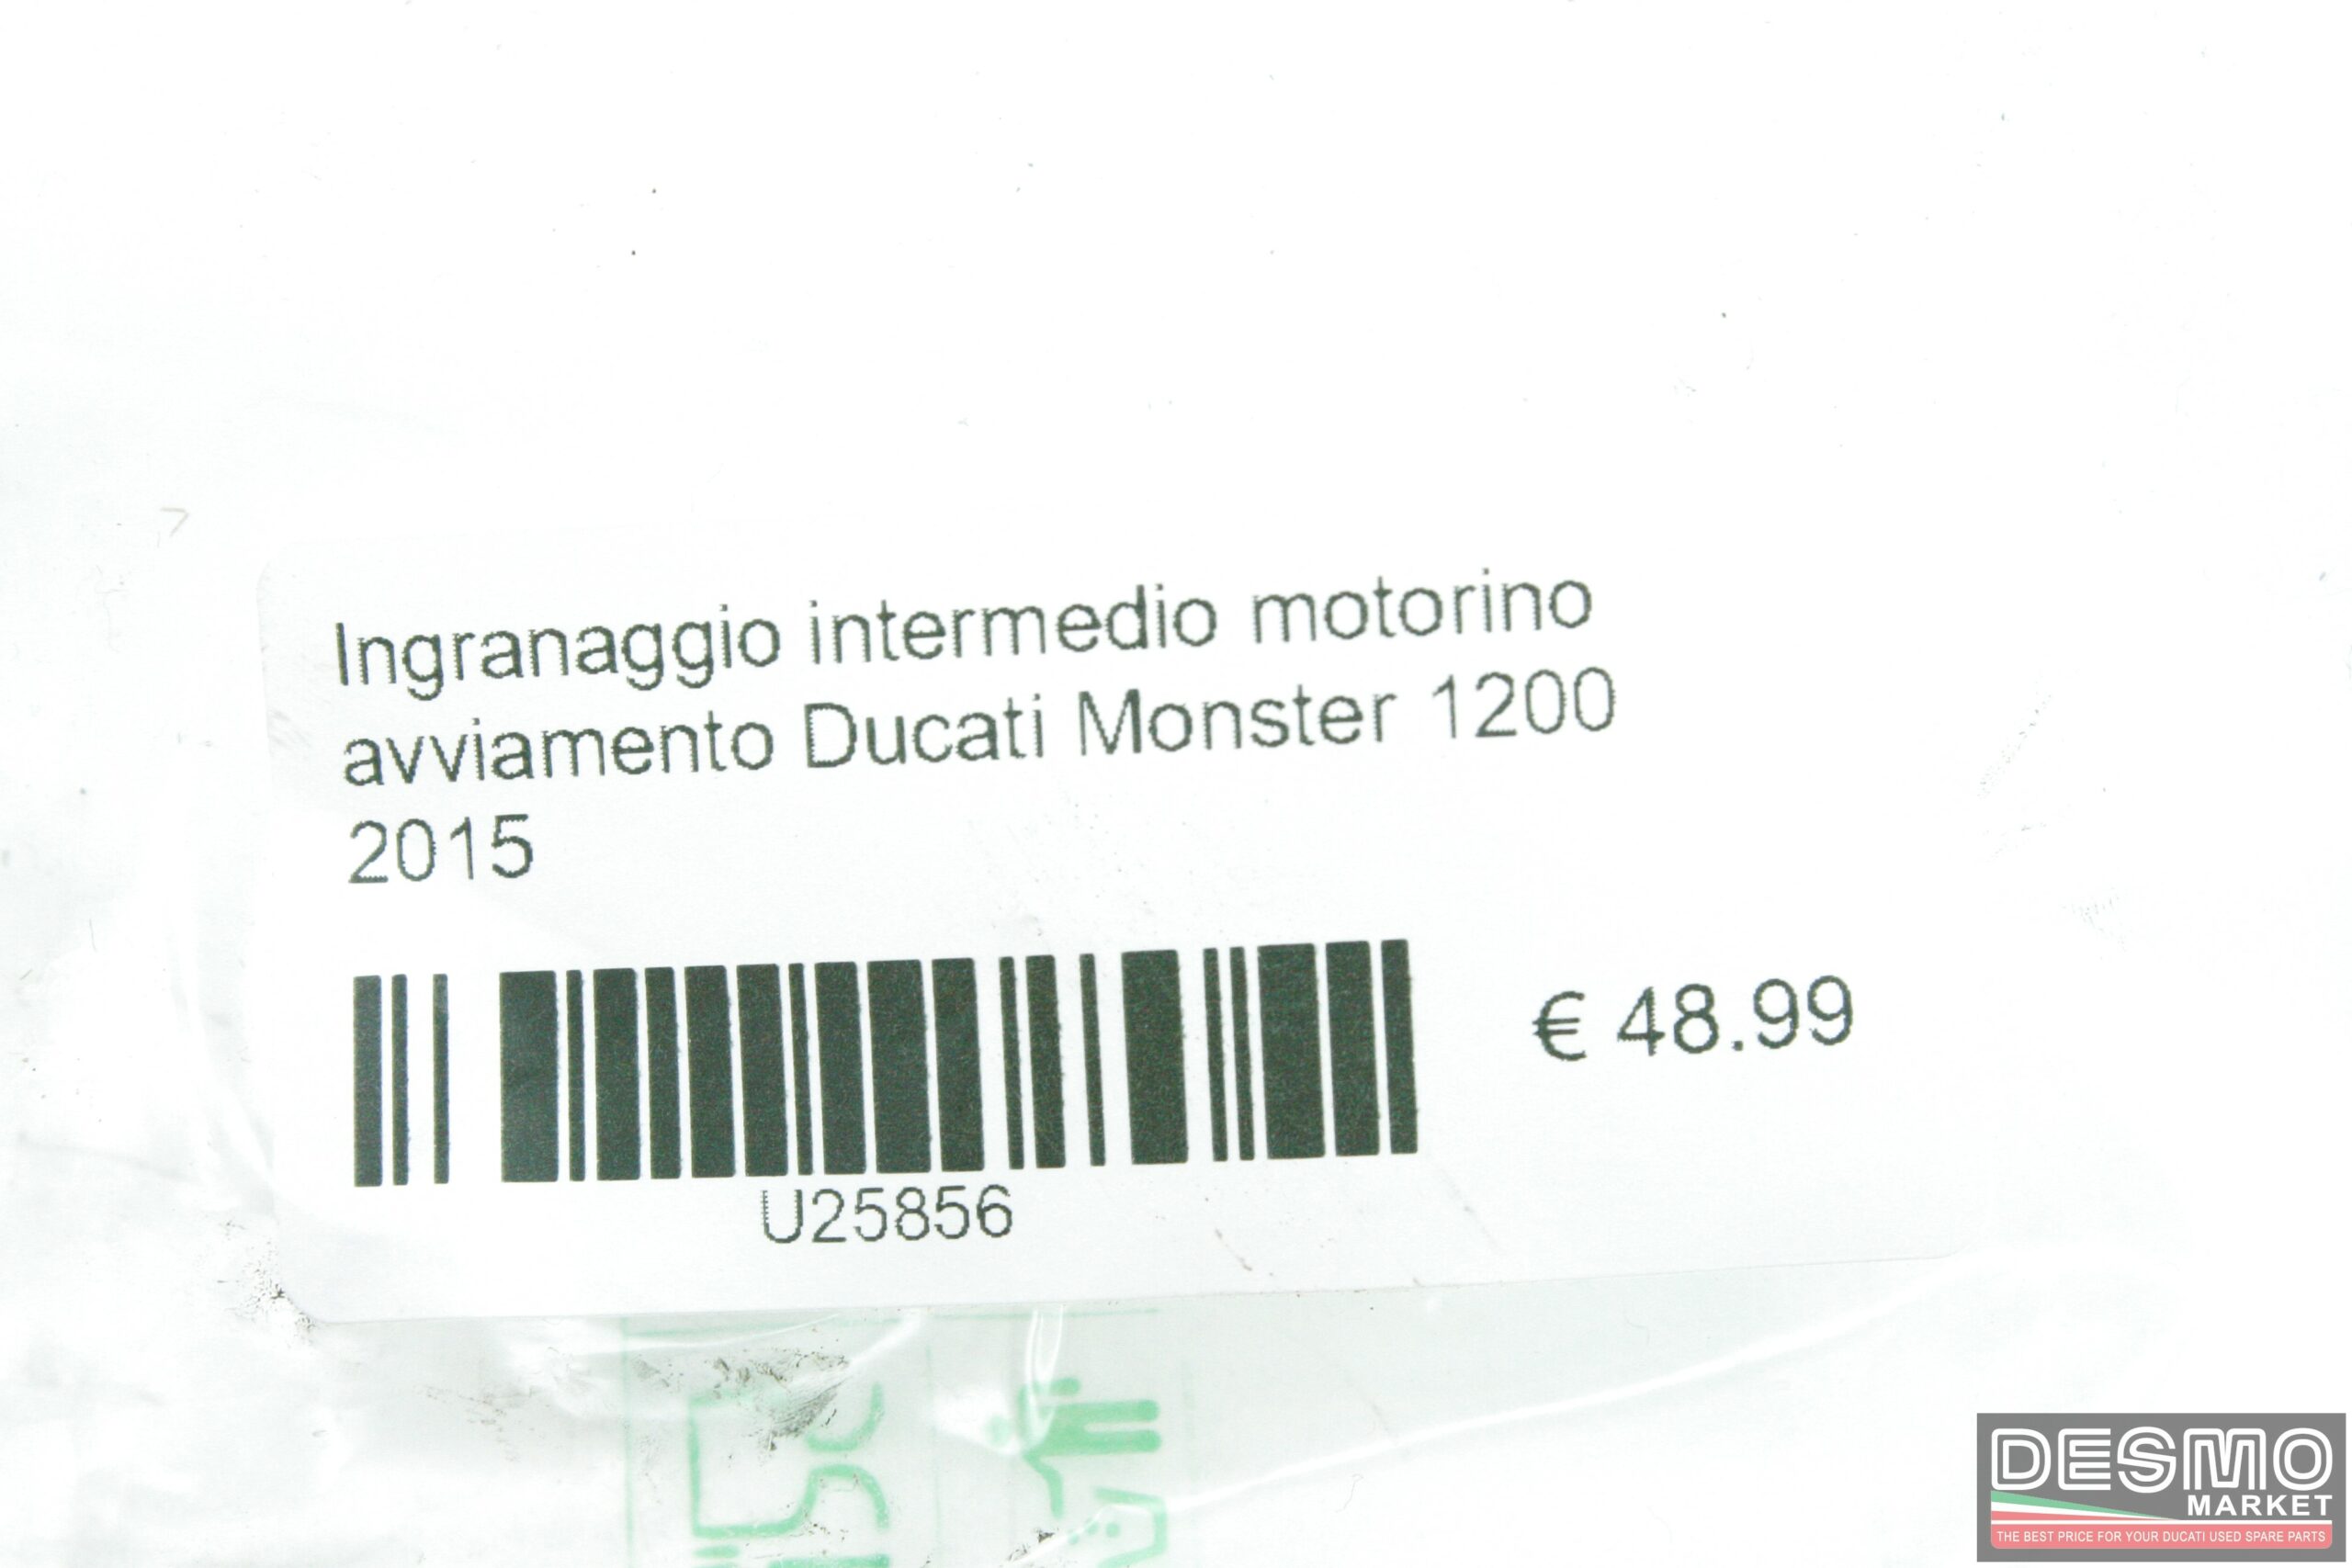 Ingranaggio intermedio motorino
avviamento Ducati Monster 1200
2015
€ 48.99
U25856
DESMO
MARKET
THE BEST PRICE FOR YOUR DUCATI USED SPARE PARTS